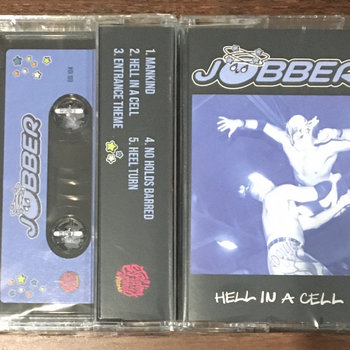 JOBBER
1. MANKIND
2. HELL IN A CELL
3. ENTRANCE THEME
4. NO HOLDS BARRED
5. HEEL TURN
JOBBER
HELL IN A CELL